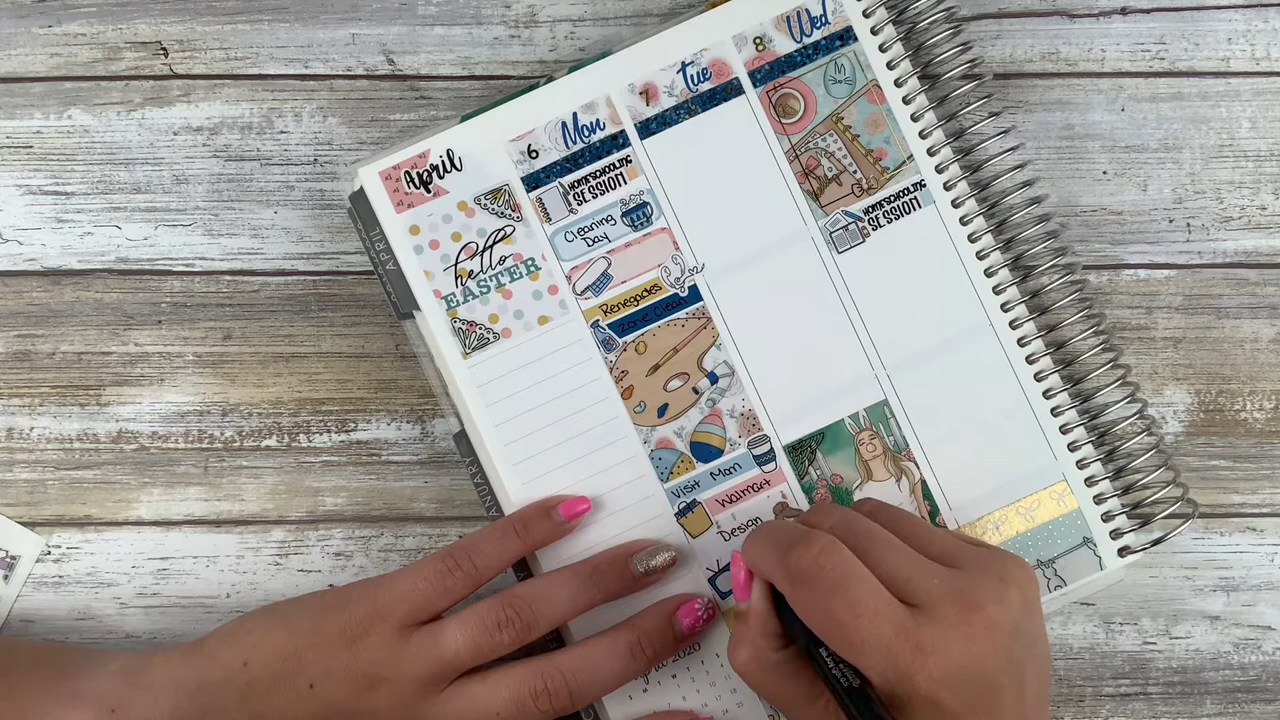 April
hello
EASTER
6
Mon
HOMESCHOOLING
SESSION
Cleaning
Day
Renegades
Zone Clean
Visit Mom
Walmart
Design
7
Tue
8
Wed
HOMESCHOOLING
SESSION
APRIL
2020